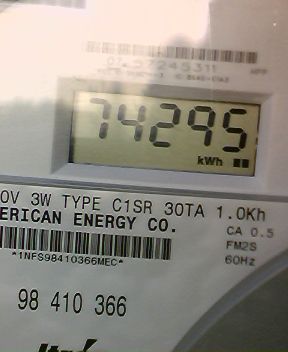 74295
kWh
0V 3W TYPE C1SR 30TA 1.0Kh
ERICAN ENERGY CO.
CA 0.5
FM2S
*1NFS98410366MEC*
60Hz
98 410 366